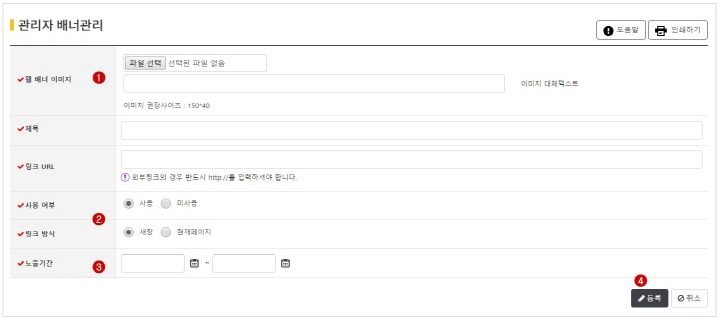 관리자 배너관리
도움말
인쇄하기
웹 배너 이미지
1
파일 선택 선택된 파일 없음
이미지 대체텍스트
이미지 권장사이즈 : 150*40
제목
링크 URL
외부링크의 경우 반드시 http://를 입력하셔야 합니다.
사용 여부
사용 미사용
2
링크 방식
새창 현재페이지
노출기간
3
~
4
등록
취소